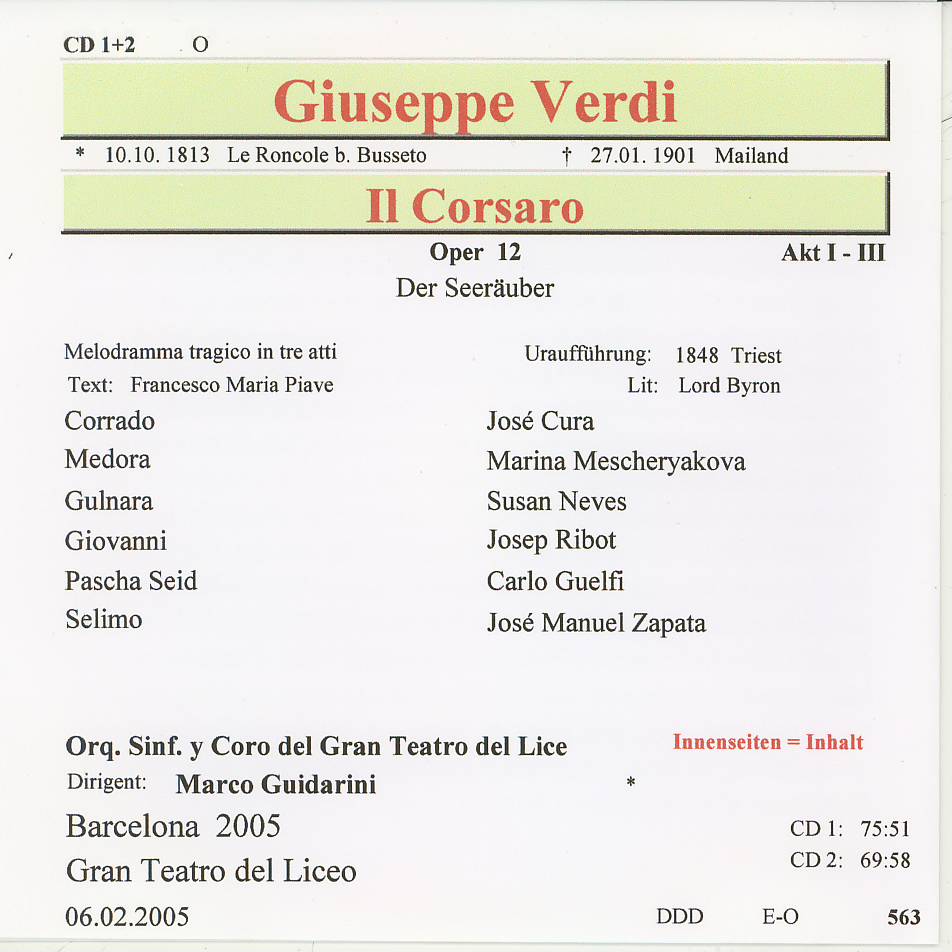 CD 1+2 O
Giuseppe Verdi
* 10.10. 1813 Le Roncole b. Busseto † 27.01. 1901 Mailand
Il Corsaro
Oper 12 Akt I - III
Der Seeräuber
Melodramma tragico in tre atti Uraufführung: 1848 Triest
Text: Francesco Maria Piave Lit: Lord Byron
Corrado José Cura
Medora Marina Mescheryakova
Gulnara Susan Neves
Giovanni Josep Ribot
Pascha Seid Carlo Guelfi
Selimo José Manuel Zapata
Orq. Sinf. y Coro del Gran Teatro del Lice Innenseiten = Inhalt
Dirigent: Marco Guidarini *
Barcelona 2005 CD 1: 75:51
Gran Teatro del Liceo CD 2: 69:58
06.02.2005 DDD E-O 563